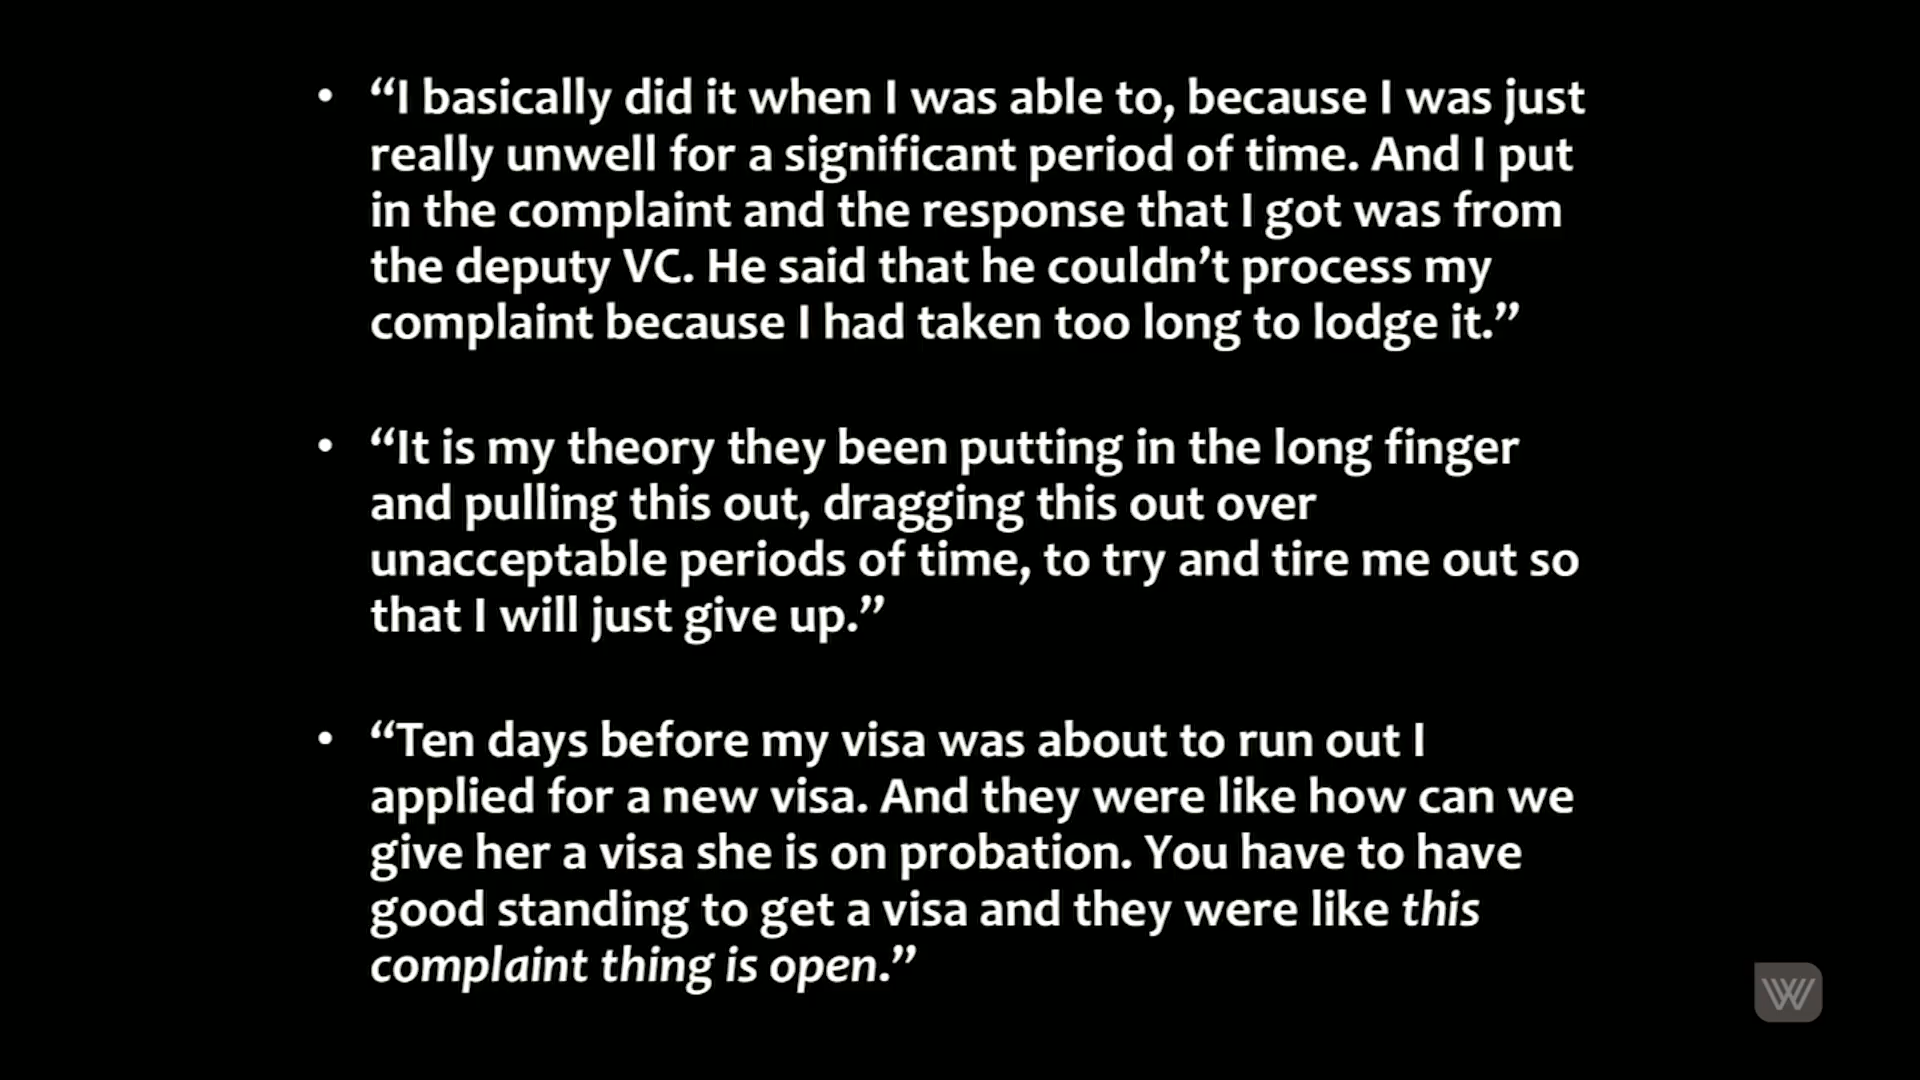 • “I basically did it when I was able to, because I was just
really unwell for a significant period of time. And I put
in the complaint and the response that I got was from
the deputy VC. He said that he couldn’t process my
complaint because I had taken too long to lodge it.”
• “It is my theory they been putting in the long finger
and pulling this out, dragging this out over
unacceptable periods of time, to try and tire me out so
that I will just give up.”
• “Ten days before my visa was about to run out I
applied for a new visa. And they were like how can we
give her a visa she is on probation. You have to have
good standing to get a visa and they were like this
complaint thing is open.”
W